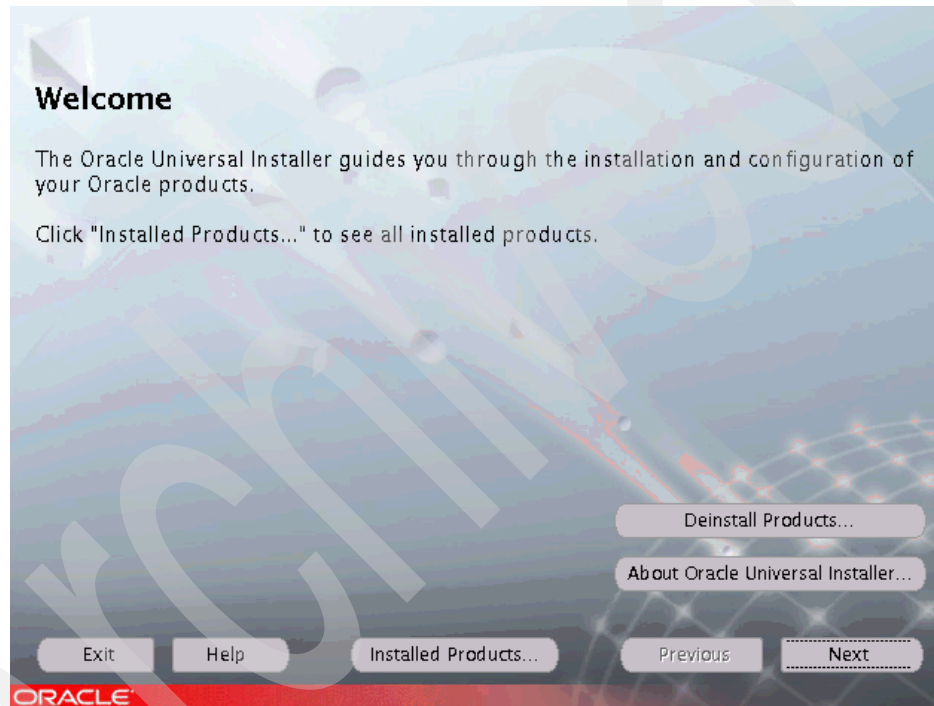 Welcome
The Oracle Universal Installer guides you through the installation and configuration of
your Oracle products.
Click "Installed Products..." to see all installed products.
Deinstall Products...
About Oracle Universal Installer...
Exit Help Installed Products... Previous Next
ORACLE